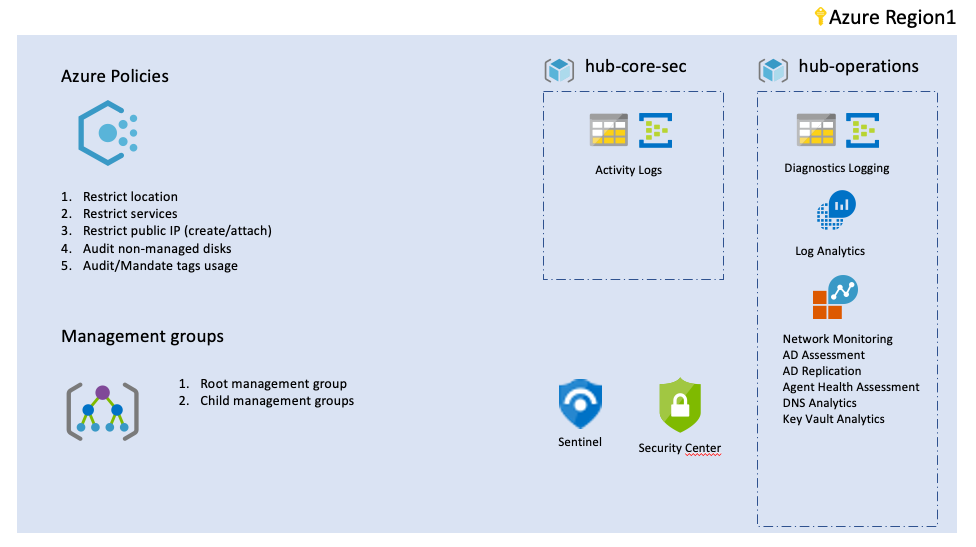 Azure Region1
Azure Policies
1. Restrict location
2. Restrict services
3. Restrict public IP (create/attach)
4. Audit non-managed disks
5. Audit/Mandate tags usage
Management groups
1. Root management group
2. Child management groups
hub-core-sec
Activity Logs
Sentinel
Security Center
hub-operations
Diagnostics Logging
Log Analytics
Network Monitoring
AD Assessment
AD Replication
Agent Health Assessment
DNS Analytics
Key Vault Analytics